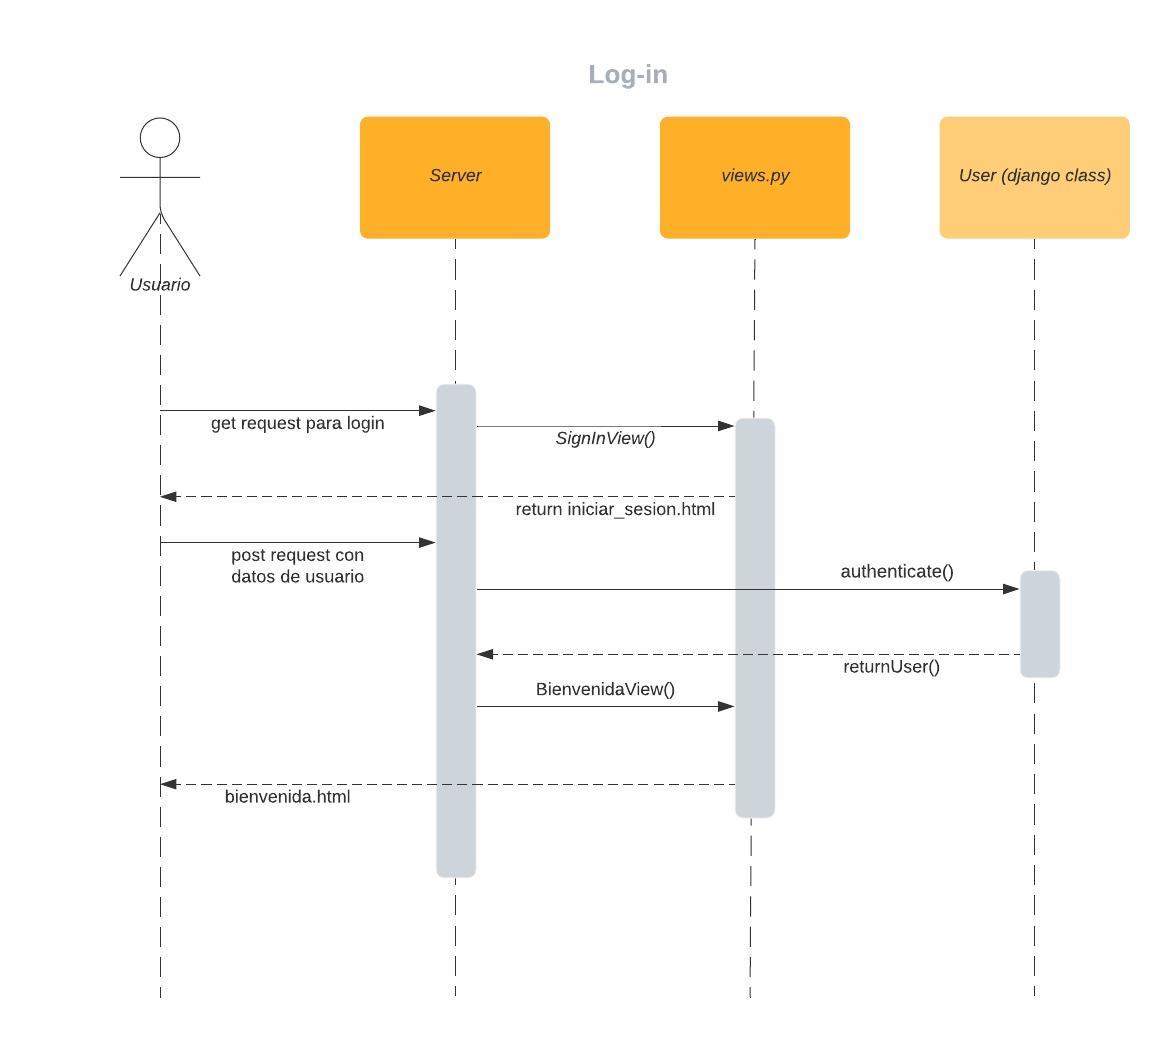 Log-in
Server
views.py
User (django class)
Usuario
get request para login
SignInView()
return iniciar_sesion.html
post request con
datos de usuario
authenticate()
returnUser()
BienvenidaView()
bienvenida.html